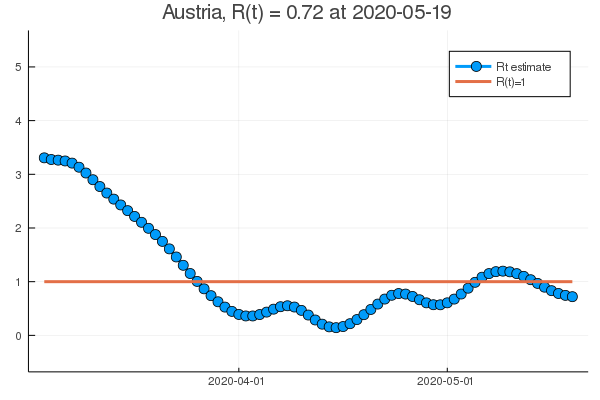 Austria, R(t) = 0.72 at 2020-05-19
5
Rt estimate
R(t)=1
4
3
2
1
0
2020-04-01
2020-05-01